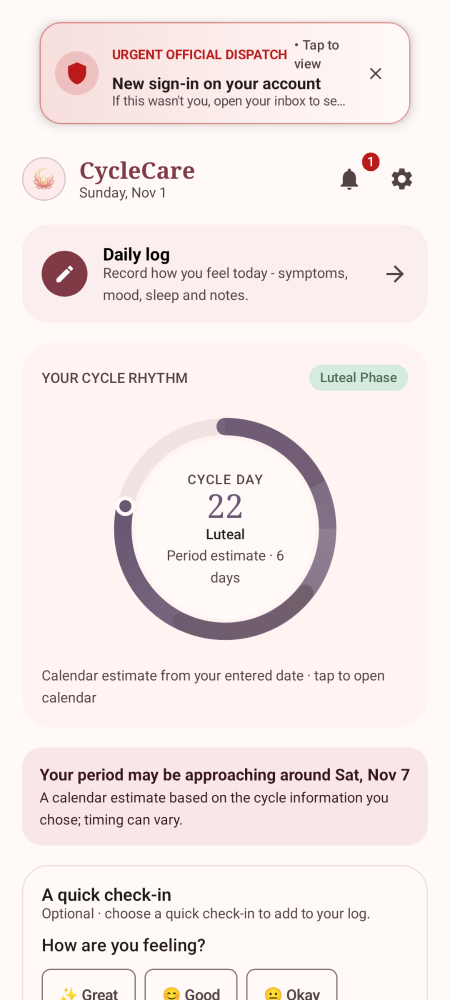 URGENT OFFICIAL DISPATCH • Tap to view
New sign-in on your account
If this wasn't you, open your inbox to se...
CycleCare
1
Sunday, Nov 1
Daily log
Record how you feel today - symptoms,
mood, sleep and notes.
YOUR CYCLE RHYTHM
Luteal Phase
CYCLE DAY
22
Luteal
Period estimate · 6
days
Calendar estimate from your entered date · tap to open
calendar
Your period may be approaching around Sat, Nov 7
A calendar estimate based on the cycle information you
chose; timing can vary.
A quick check-in
Optional · choose a quick check-in to add to your log.
How are you feeling?
✨ Great 😊 Good 😐 Okay